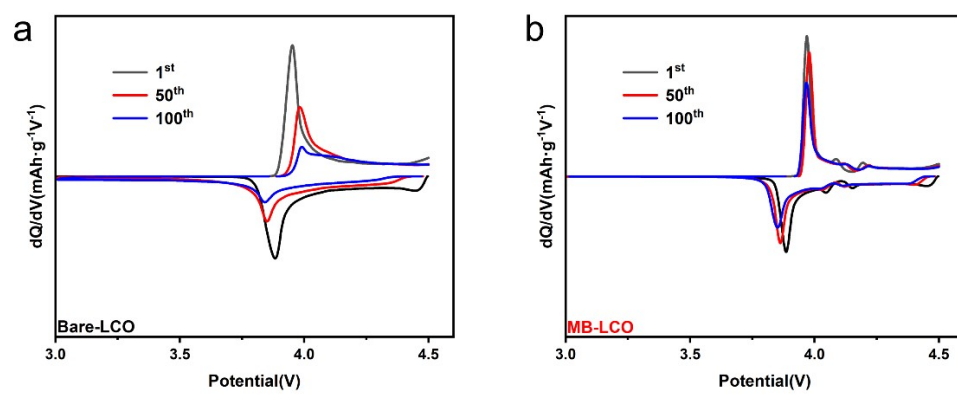 a
1st
50th
100th
dQ/dV(mAh·g-1V-1)
Bare-LCO
3.0 3.5 4.0 4.5
Potential(V)
b
1st
50th
100th
dQ/dV(mAh·g-1V-1)
MB-LCO
3.0 3.5 4.0 4.5
Potential(V)